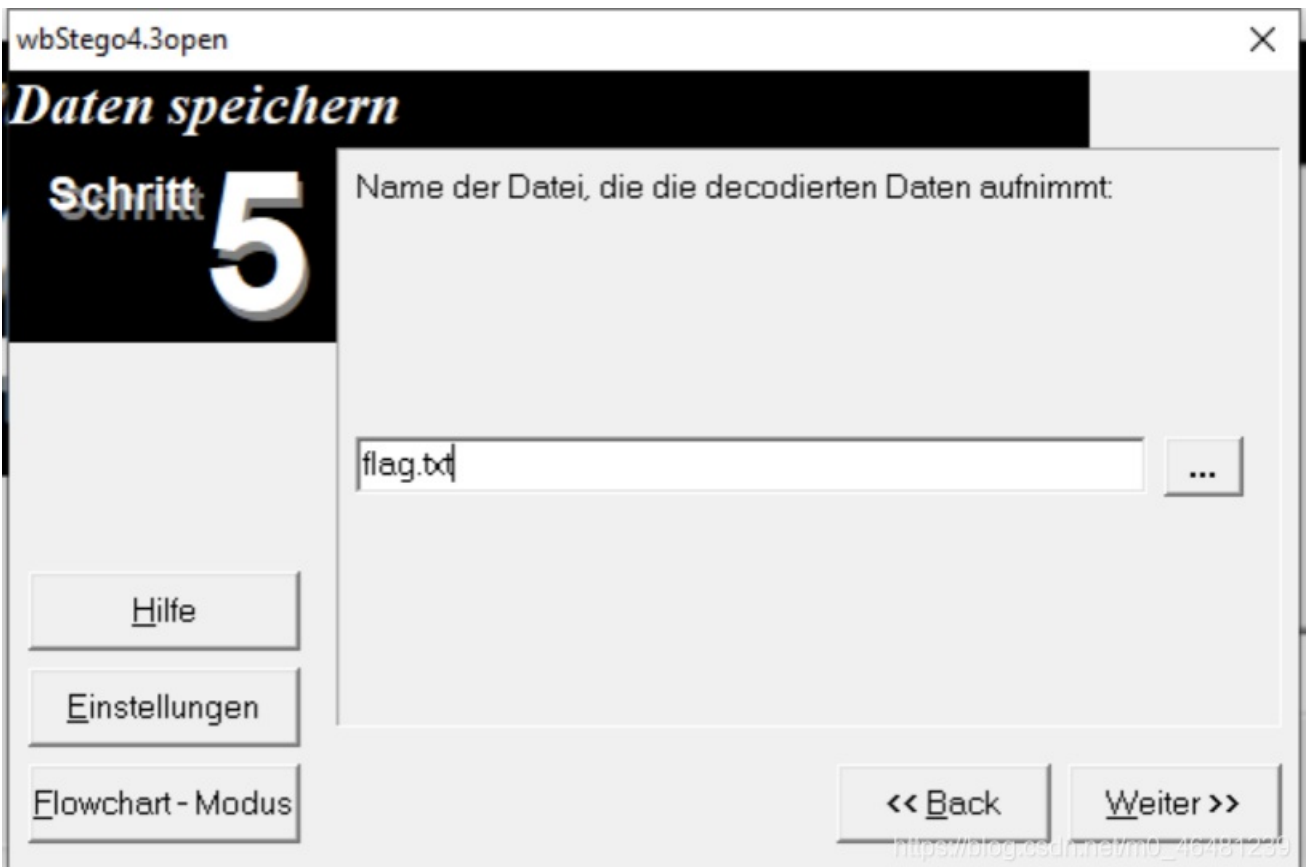 wbStego4.3open
Daten speichern
Schritt 5
Name der Datei, die die decodierten Daten aufnimmt:
flag.txt
...
Hilfe
Einstellungen
Flowchart - Modus
<< Back
Weiter >>
https://blog.csdn.net/m0_46481239